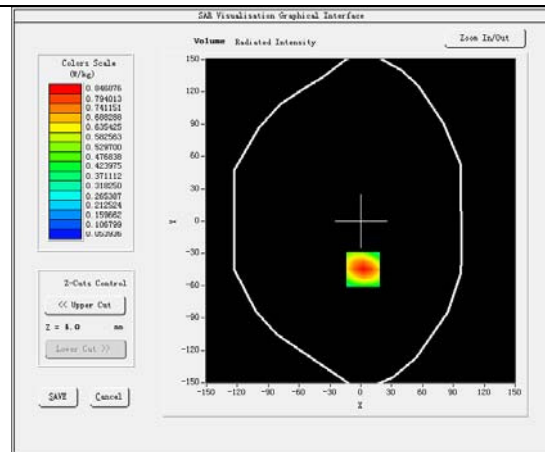 SAR Visualisation Graphical Interface
Volume Radiated Intensity
Zoom In/Out
Colors Scale
(W/kg)
0.846876
0.794013
0.741151
0.688288
0.635425
0.582563
0.529700
0.476838
0.423975
0.371112
0.318250
0.265387
0.212524
0.159662
0.106799
0.053936
150
120
90
60
30
0
-30
-60
-90
-120
-150
Y
-150 -120 -90 -60 -30 0 30 60 90 120 150
X
Z-Cuts Control
<< Upper Cut
Z = 4.0 mm
Lower Cut >>
SAVE Cancel